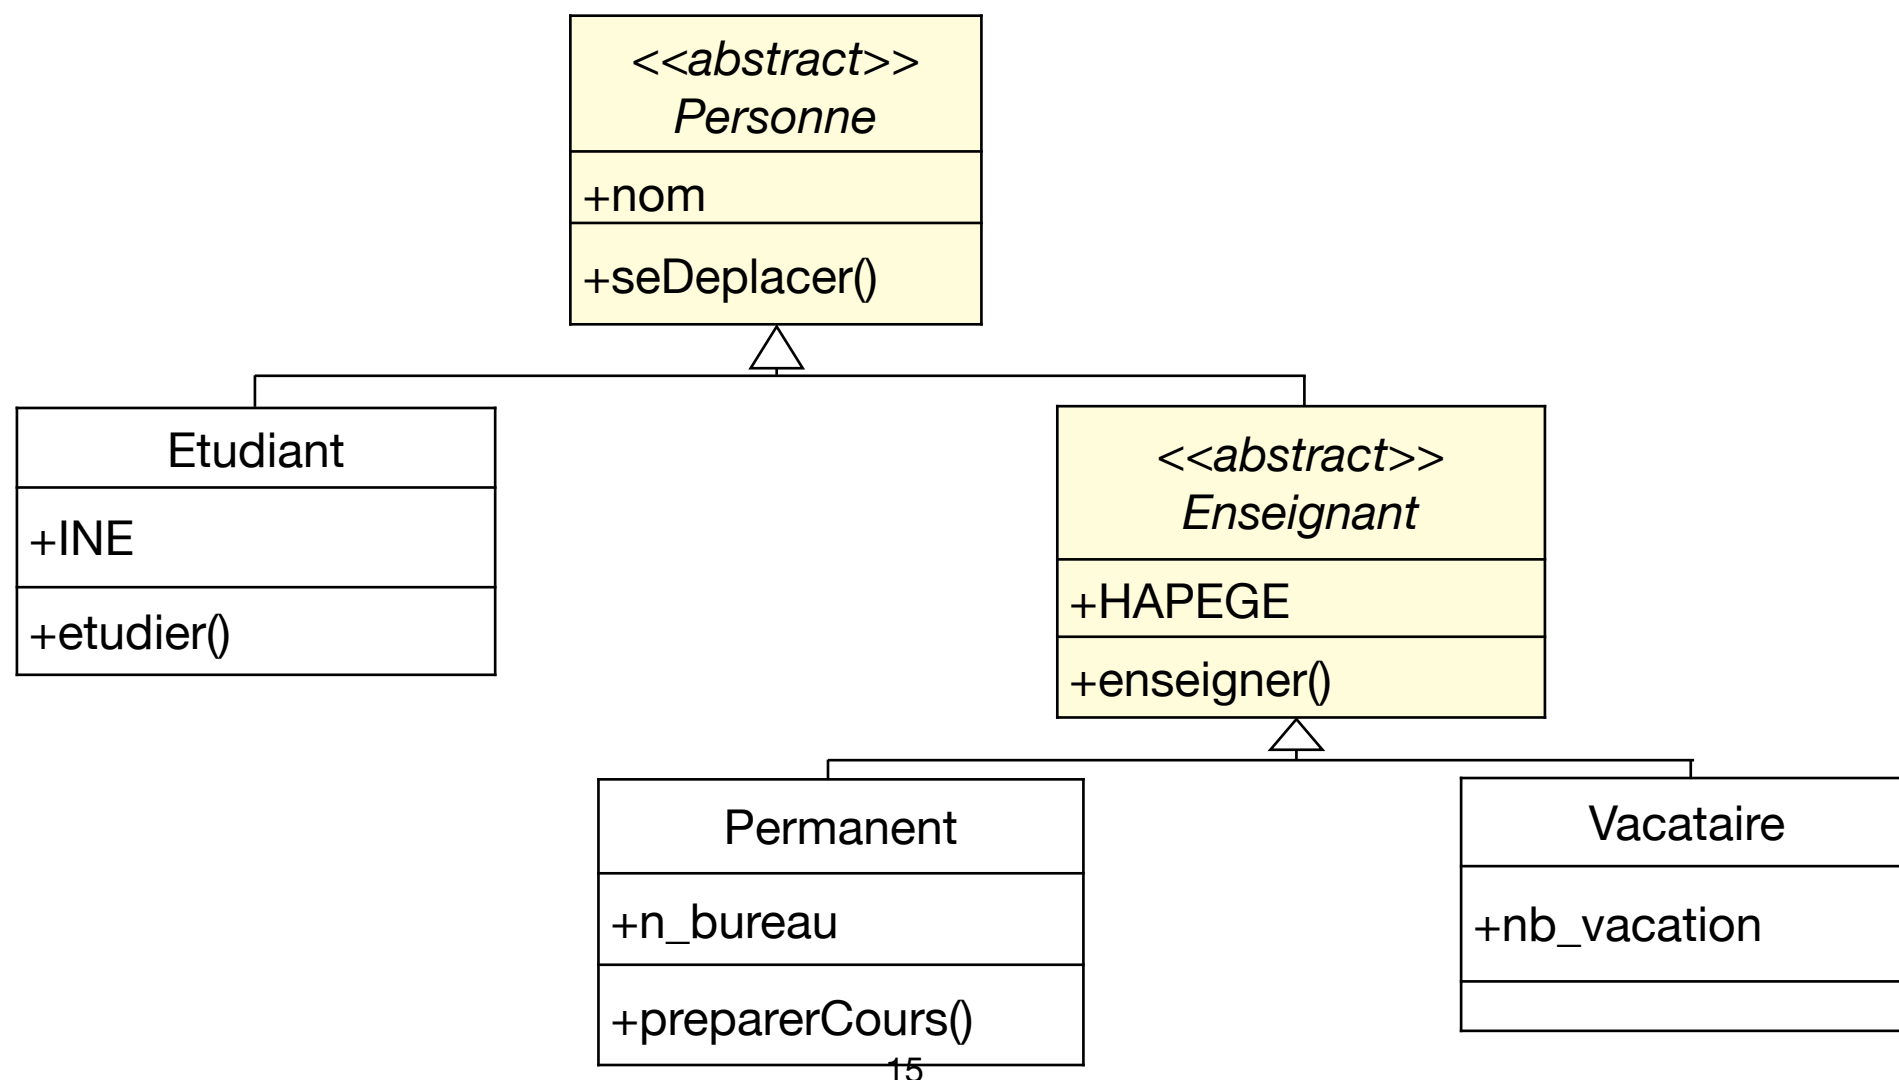 <<abstract>>
Personne
+nom
+seDeplacer()
Etudiant
+INE
+etudier()
<<abstract>>
Enseignant
+HAPEGE
+enseigner()
Permanent
+n_bureau
+preparerCours()
Vacataire
+nb_vacation
15